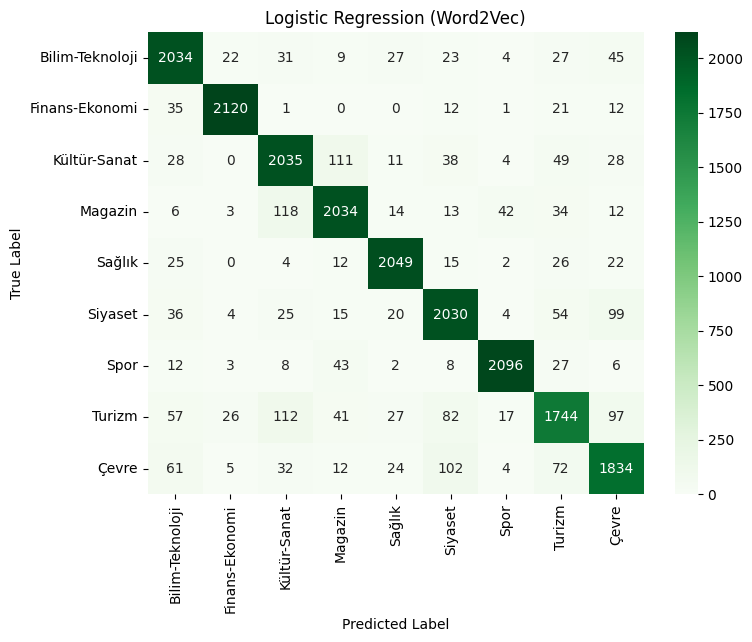 Logistic Regression (Word2Vec)
True Label
Bilim-Teknoloji 2034 22 31 9 27 23 4 27 45
Finans-Ekonomi 35 2120 1 0 0 12 1 21 12
Kültür-Sanat 28 0 2035 111 11 38 4 49 28
Magazin 6 3 118 2034 14 13 42 34 12
Sağlık 25 0 4 12 2049 15 2 26 22
Siyaset 36 4 25 15 20 2030 4 54 99
Spor 12 3 8 43 2 8 2096 27 6
Turizm 57 26 112 41 27 82 17 1744 97
Çevre 61 5 32 12 24 102 4 72 1834
Bilim-Teknoloji Finans-Ekonomi Kültür-Sanat Magazin Sağlık Siyaset Spor Turizm Çevre
Predicted Label
2000
1750
1500
1250
1000
750
500
250
0